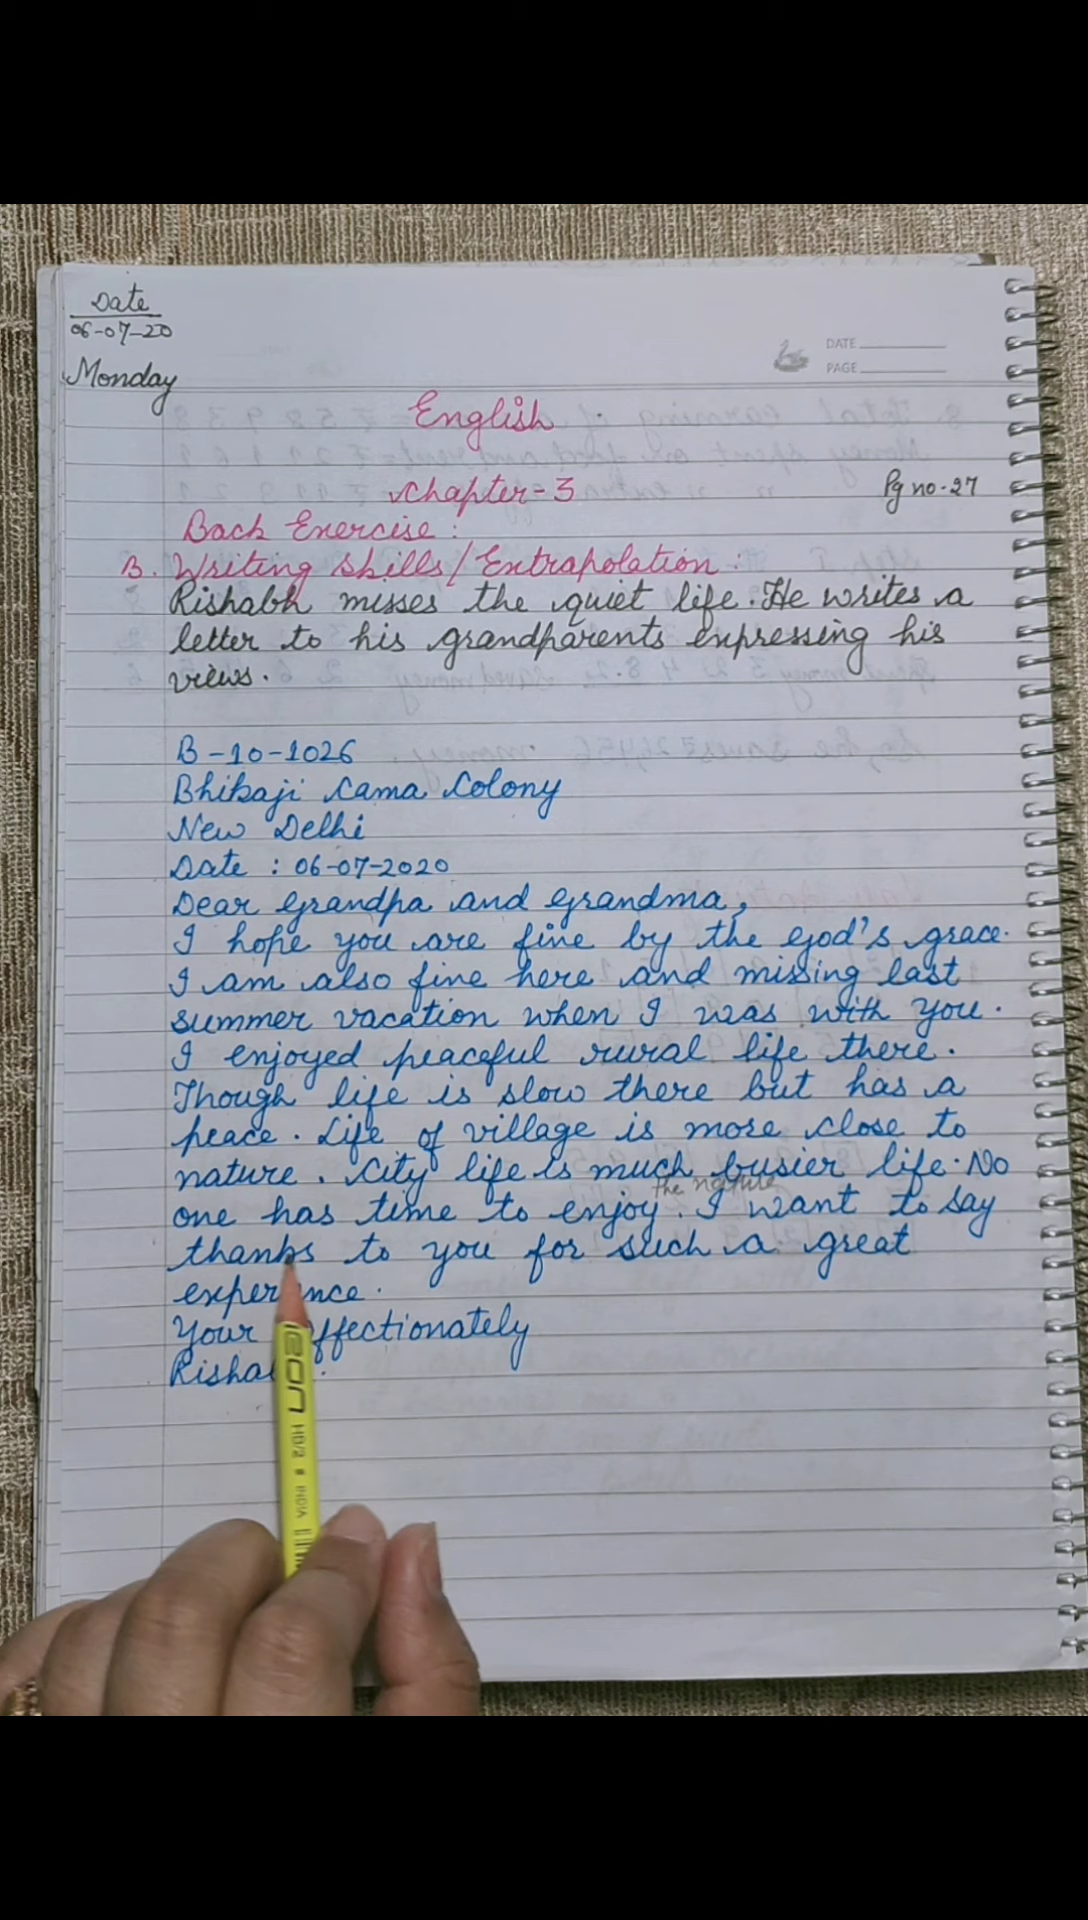 Date
06-07-20
Monday
DATE
PAGE
English
Chapter-3
Pg no.27
Back Exercise:
B. Writing skills/Extrapolation:
Rishabh misses the quiet life. He writes a
letter to his grandparents expressing his
views.
B-10-1026
Bhikaji Cama Colony
New Delhi
Date : 06-07-2020
Dear Grandpa and Grandma,
I hope you are fine by the god's grace.
I am also fine here and missing last
summer vacation when I was with you.
I enjoyed peaceful rural life there.
Though life is slow there but has a
peace. Life of village is more close to
nature. City life is much busier life. No
the nature
one has time to enjoy. I want to say
thanks to you for such a great
Your
Rishabh.
HB/2 INDIA